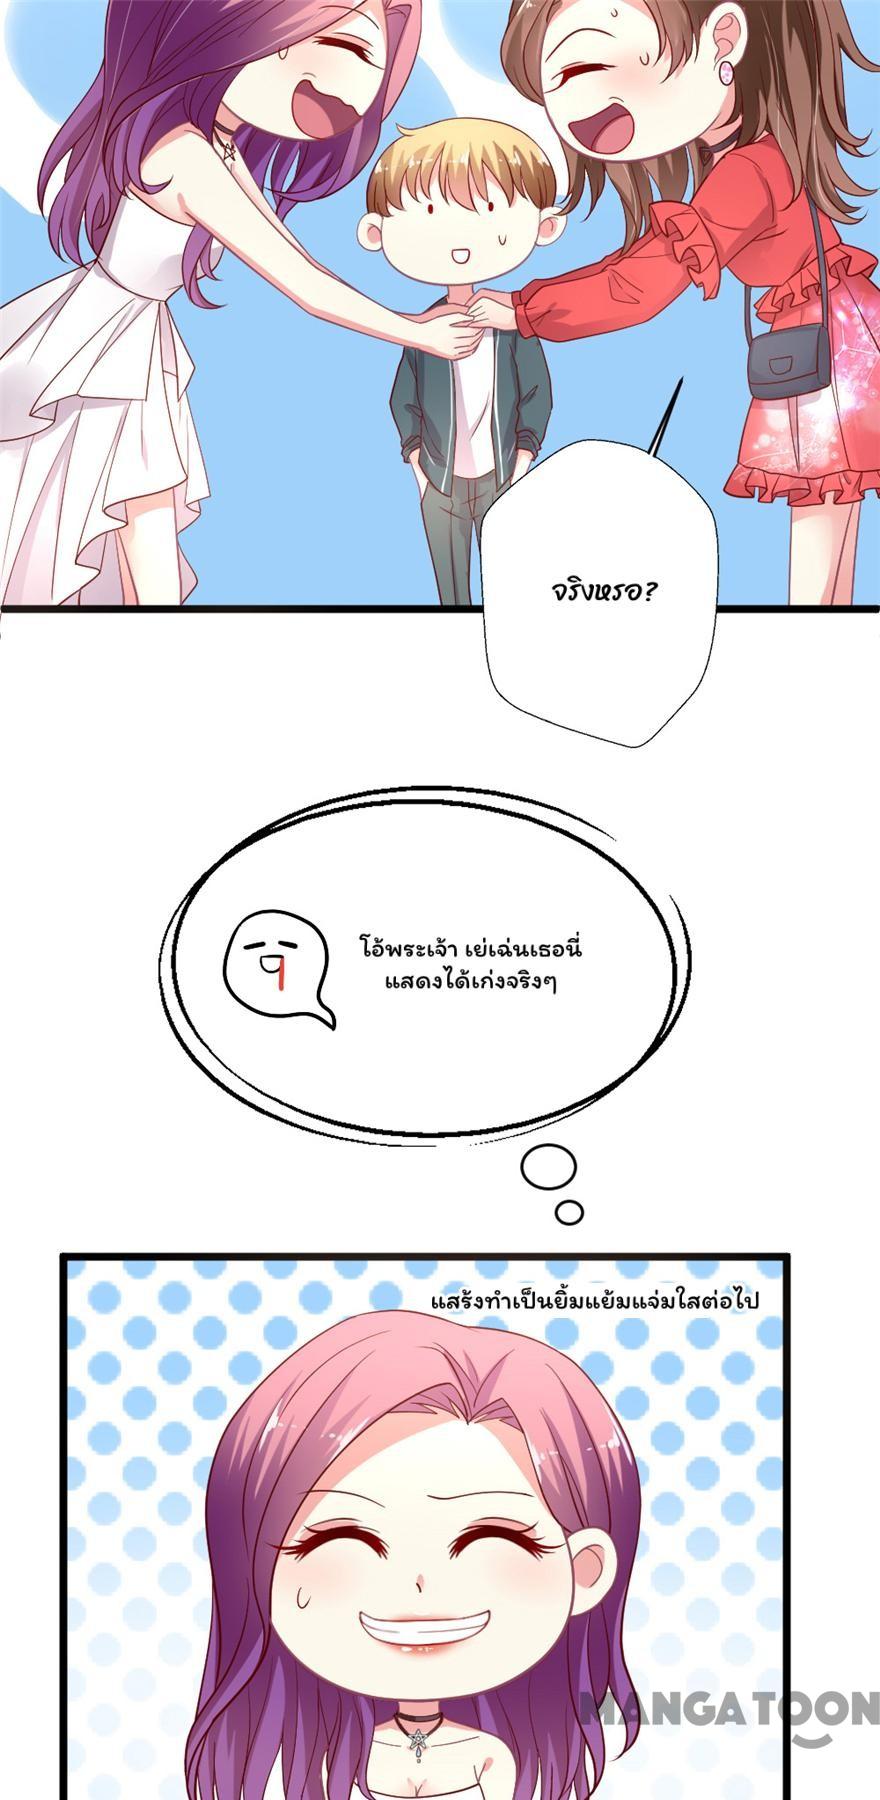 จริงหรอ?
โอ้พระเจ้า เย่เฉ่นเธอนี่
แสดงได้เก่งจริงๆ
แสร้งทำเป็นยิ้มแย้มแจ่มใสต่อไป
MANGATOON